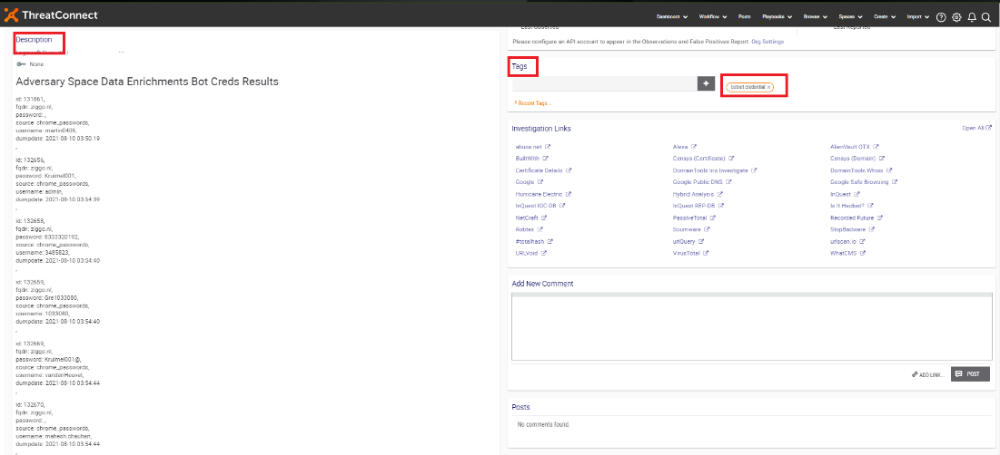 ThreatConnect
Dashboard Workflow Posts Playbooks Browse Spaces Create Import
Description
None
Adversary Space Data Enrichments Bot Creds Results
id: 131861,
fqdn: ziggo.nl,
password: ,
source: chrome_passwords,
username: martin0405,
dumpdate: 2021-08-10 03:50:19
,
id: 132656,
fqdn: ziggo.nl,
password: Kruimel001,
source: chrome_passwords,
username: admin,
dumpdate: 2021-08-10 03:54:39
,
id: 132658,
fqdn: ziggo.nl,
password: 8333320192,
source: chrome_passwords,
username: 3485823,
dumpdate: 2021-08-10 03:54:40
,
id: 132659,
fqdn: ziggo.nl,
password: Gre1033080,
source: chrome_passwords,
username: 1033080,
dumpdate: 2021-08-10 03:54:40
,
id: 132669,
fqdn: ziggo.nl,
password: Kruimel001@,
source: chrome_passwords,
username: vandenHeuvel,
dumpdate: 2021-08-10 03:54:44
,
id: 132670,
fqdn: ziggo.nl,
password: ,
source: chrome_passwords,
username: mahesh.chauhan,
dumpdate: 2021-08-10 03:54:44
Last Observed Last Reported
Please configure an API account to appear in the Observations and False Positives Report. Org Settings
Tags
botnet credential
Recent Tags...
Investigation Links Open All
abuse.net Alexa AlienVault OTX
BuiltWith Censys (Certificate) Censys (Domain)
Certificate Details DomainTools Iris Investigate DomainTools Whois
Google Google Public DNS Google Safe Browsing
Hurricane Electric Hybrid Analysis InQuest
InQuest IOC-DB InQuest REP-DB Is It Hacked?
NetCraft PassiveTotal Recorded Future
Robtex Scumware StopBadware
#totalhash urlQuery urlscan.io
URLVoid VirusTotal WhatCMS
Add New Comment
ADD LINK... POST
Posts
No comments found.